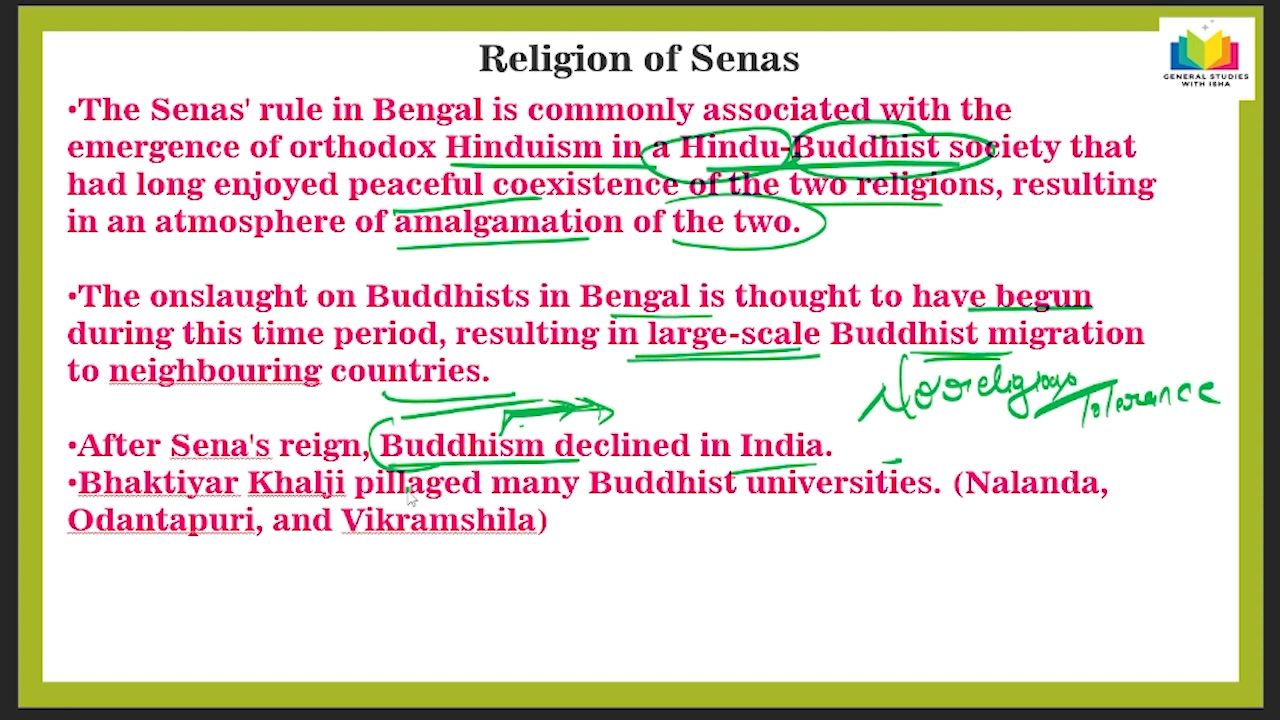 Religion of Senas
GENERAL STUDIES
WITH ISHA
•The Senas' rule in Bengal is commonly associated with the
emergence of orthodox Hinduism in a Hindu-Buddhist society that
had long enjoyed peaceful coexistence of the two religions, resulting
in an atmosphere of amalgamation of the two.
•The onslaught on Buddhists in Bengal is thought to have begun
during this time period, resulting in large-scale Buddhist migration
to neighbouring countries.
No religious
Tolerance
•After Sena's reign, Buddhism declined in India.
•Bhaktiyar Khalji pillaged many Buddhist universities. (Nalanda,
Odantapuri, and Vikramshila)